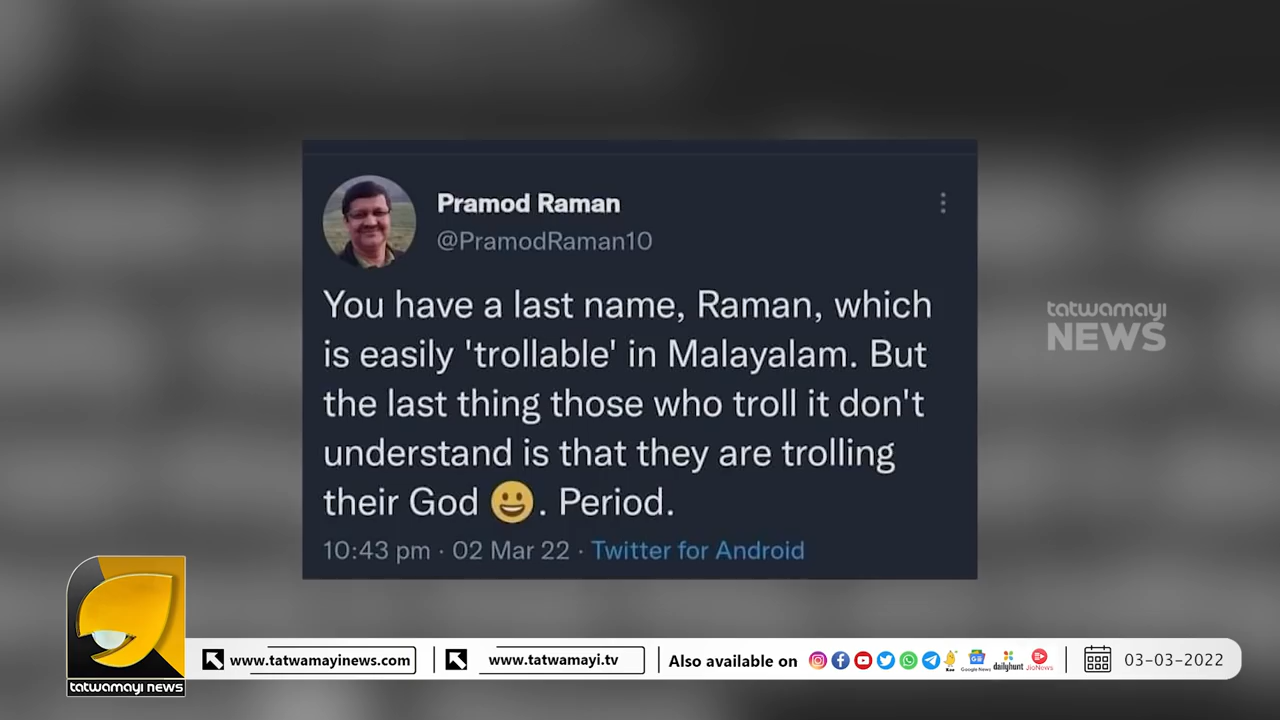 Pramod Raman
@PramodRaman10
You have a last name, Raman, which
is easily 'trollable' in Malayalam. But
the last thing those who troll it don't
understand is that they are trolling
their God 😀. Period.
10:43 pm · 02 Mar 22 · Twitter for Android
tatwamayi
NEWS
tatwamayi news
www.tatwamayinews.com
www.tatwamayi.tv
Also available on
Koo
Google News
dailyhunt
JioNews
03-03-2022